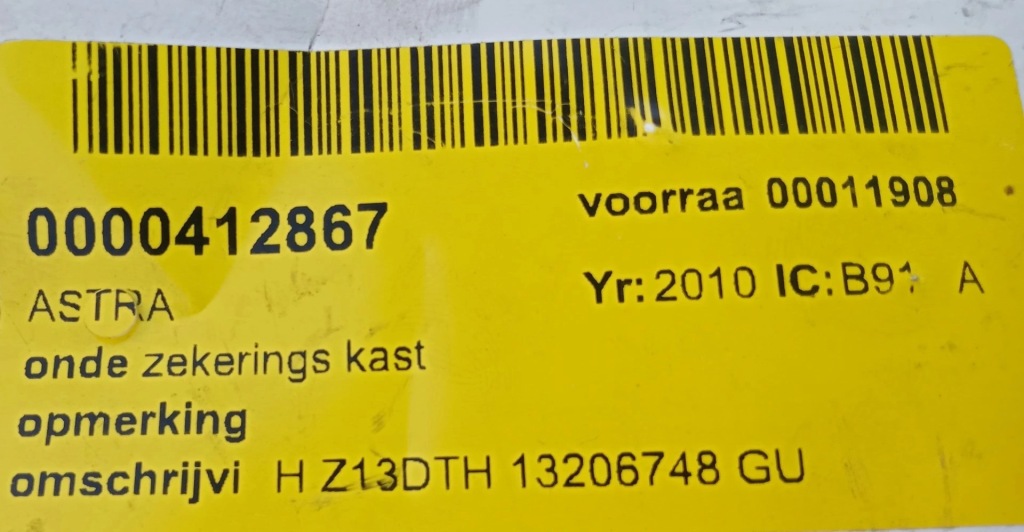 0000412867
voorraa 00011908
Yr: 2010 IC: B91 A
ASTRA
onde zekerings kast
opmerking
omschrijvi H Z13DTH 13206748 GU